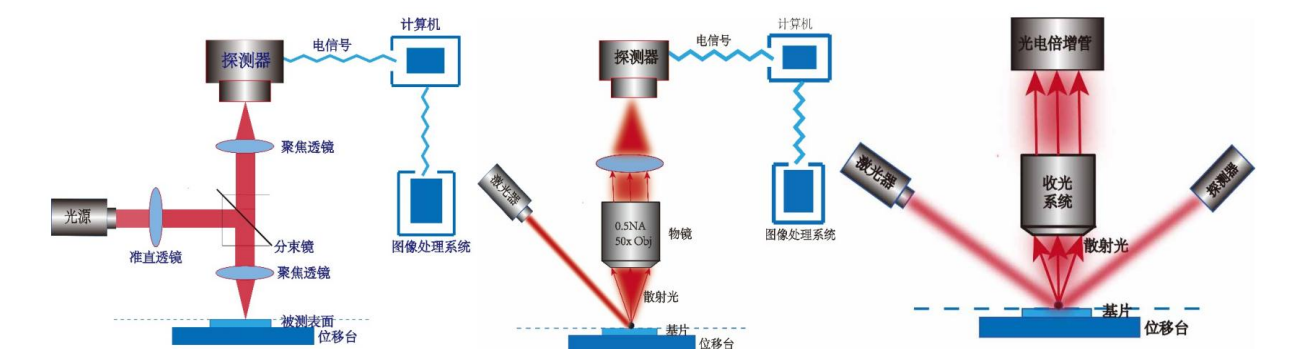 计算机
电信号
探测器
聚焦透镜
光源
准直透镜
分束镜
聚焦透镜
图像处理系统
被测表面
位移台
计算机
电信号
探测器
激光器
0.5NA
50x Obj
物镜
图像处理系统
散射光
基片
位移台
光电倍增管
激光器
探测器
收光
系统
散射光
基片
位移台